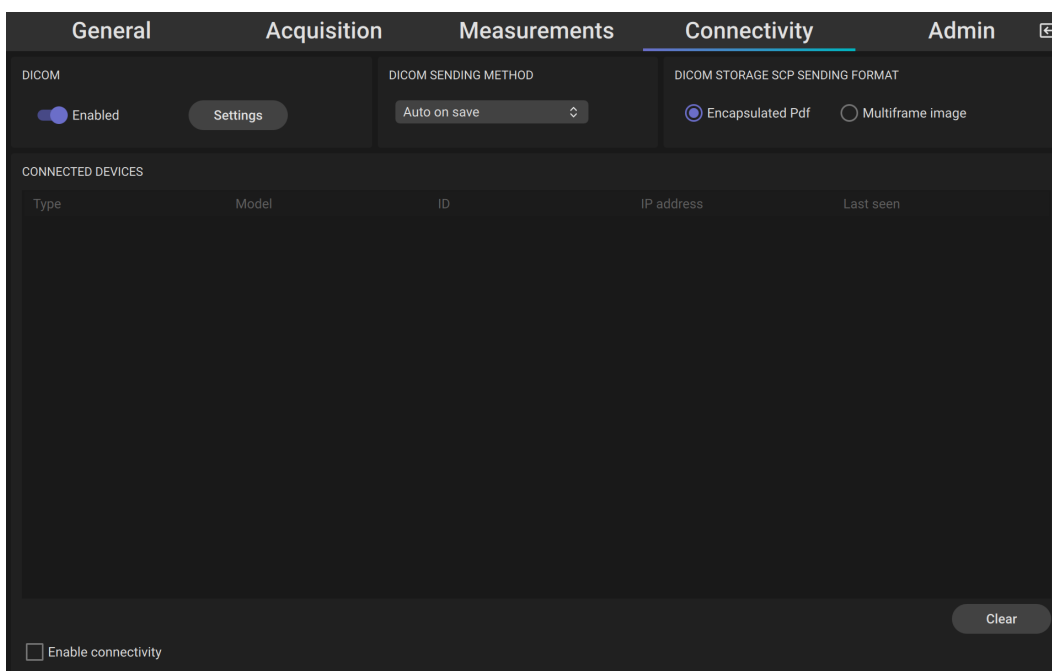 General Acquisition Measurements Connectivity Admin
DICOM DICOM SENDING METHOD DICOM STORAGE SCP SENDING FORMAT
Enabled Settings Auto on save Encapsulated Pdf Multiframe image
CONNECTED DEVICES
Type Model ID IP address Last seen
Clear
Enable connectivity